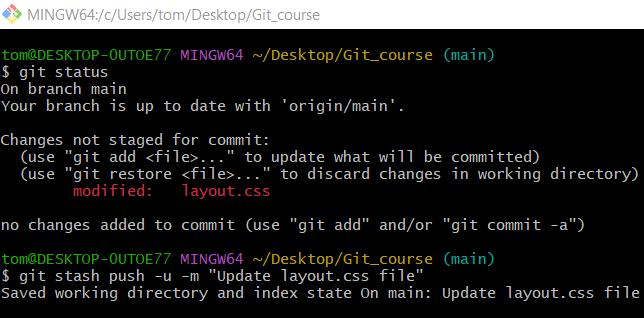 MINGW64:/c/Users/tom/Desktop/Git_course
tom@DESKTOP-OUTOE77 MINGW64 ~/Desktop/Git_course (main)
$ git status
On branch main
Your branch is up to date with 'origin/main'.
Changes not staged for commit:
  (use "git add <file>..." to update what will be committed)
  (use "git restore <file>..." to discard changes in working directory)
        modified:   layout.css
no changes added to commit (use "git add" and/or "git commit -a")
tom@DESKTOP-OUTOE77 MINGW64 ~/Desktop/Git_course (main)
$ git stash push -u -m "Update layout.css file"
Saved working directory and index state On main: Update layout.css file